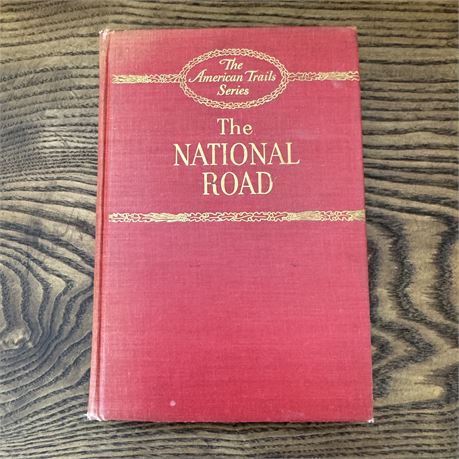 The
American Trails
Series
The
NATIONAL
ROAD